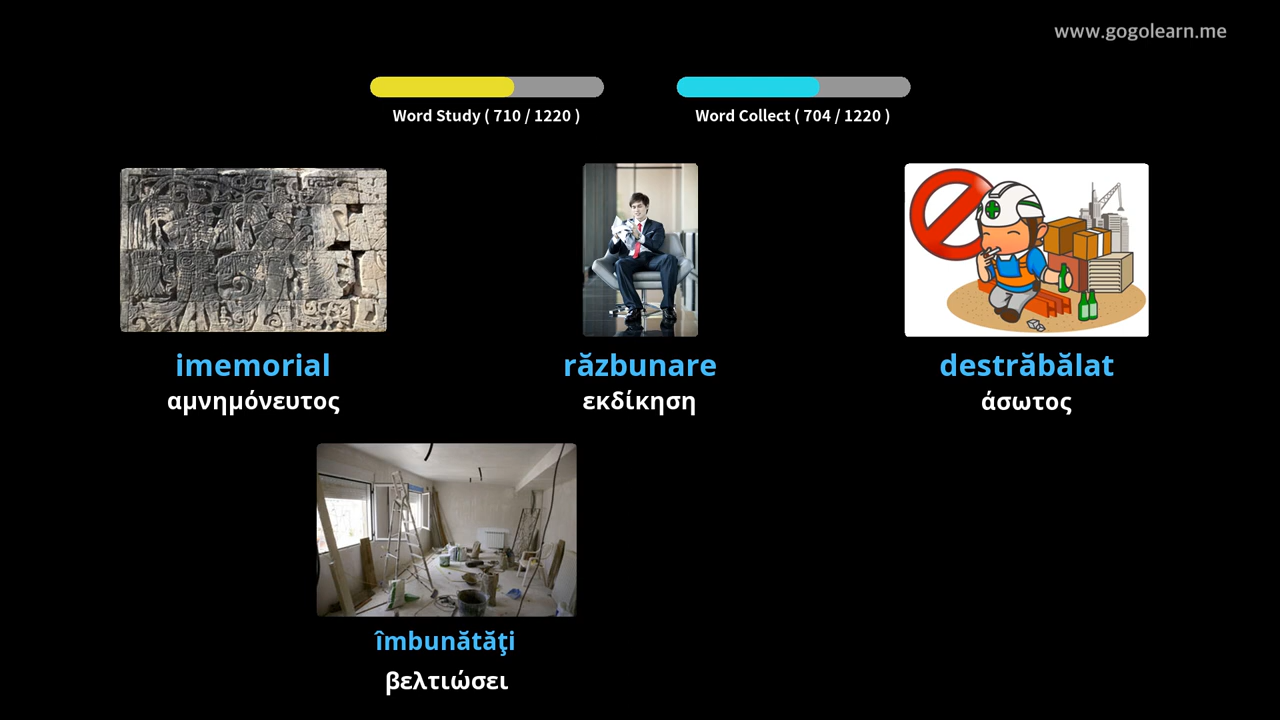 www.gogolearn.me
Word Study ( 710 / 1220 )
Word Collect ( 704 / 1220 )
imemorial
αμνημόνευτος
răzbunare
εκδίκηση
destrăbălat
άσωτος
îmbunătăţi
βελτιώσει